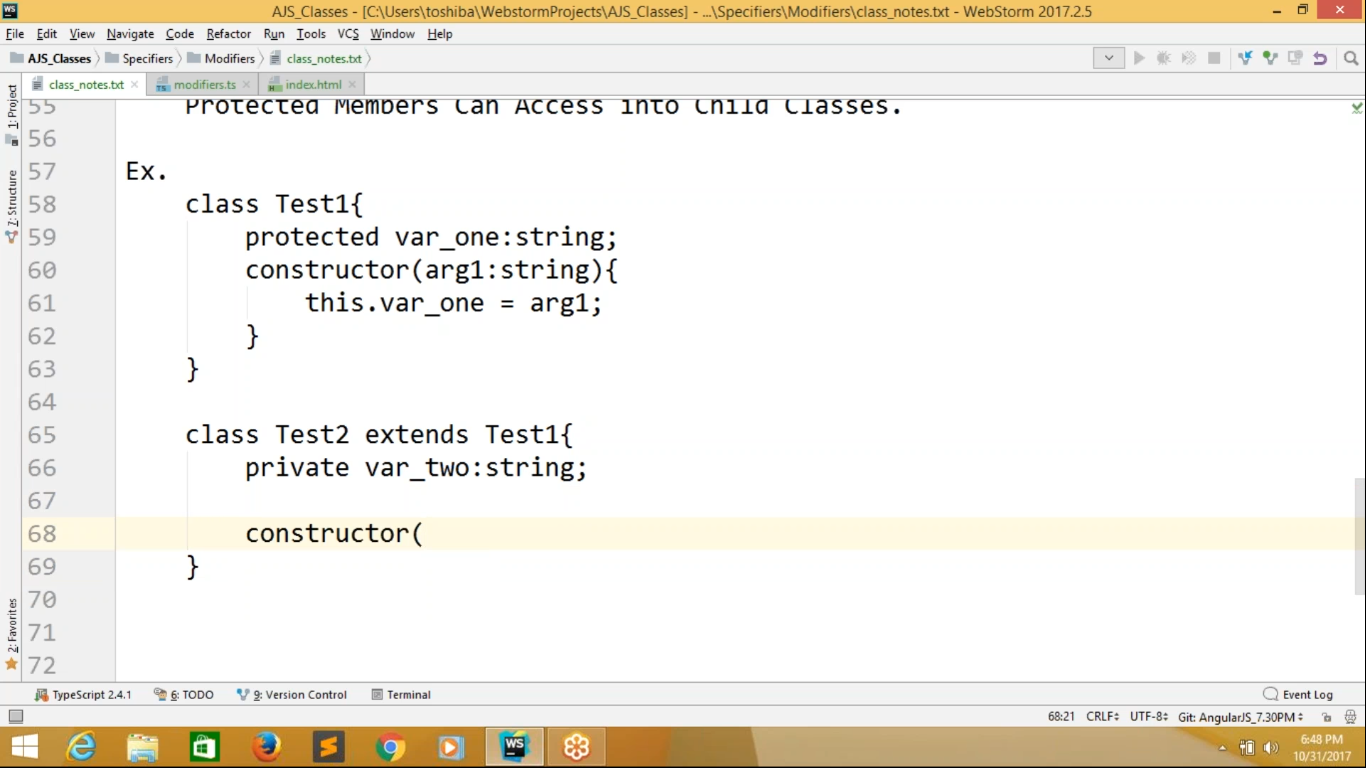 WS AJS_Classes - [C:\Users\toshiba\WebstormProjects\AJS_Classes] - ...\Specifiers\Modifiers\class_notes.txt - WebStorm 2017.2.5
File Edit View Navigate Code Refactor Run Tools VCS Window Help
AJS_Classes Specifiers Modifiers class_notes.txt
class_notes.txt modifiers.ts index.html
1: Project
7: Structure
2: Favorites
55 Protected Members Can Access into Child Classes.
56
57 Ex.
58 class Test1{
59 protected var_one:string;
60 constructor(arg1:string){
61 this.var_one = arg1;
62 }
63 }
64
65 class Test2 extends Test1{
66 private var_two:string;
67
68 constructor(
69 }
70
71
72
TypeScript 2.4.1 6: TODO 9: Version Control Terminal Event Log
68:21 CRLF UTF-8 Git: AngularJS_7.30PM
WS
6:48 PM
10/31/2017